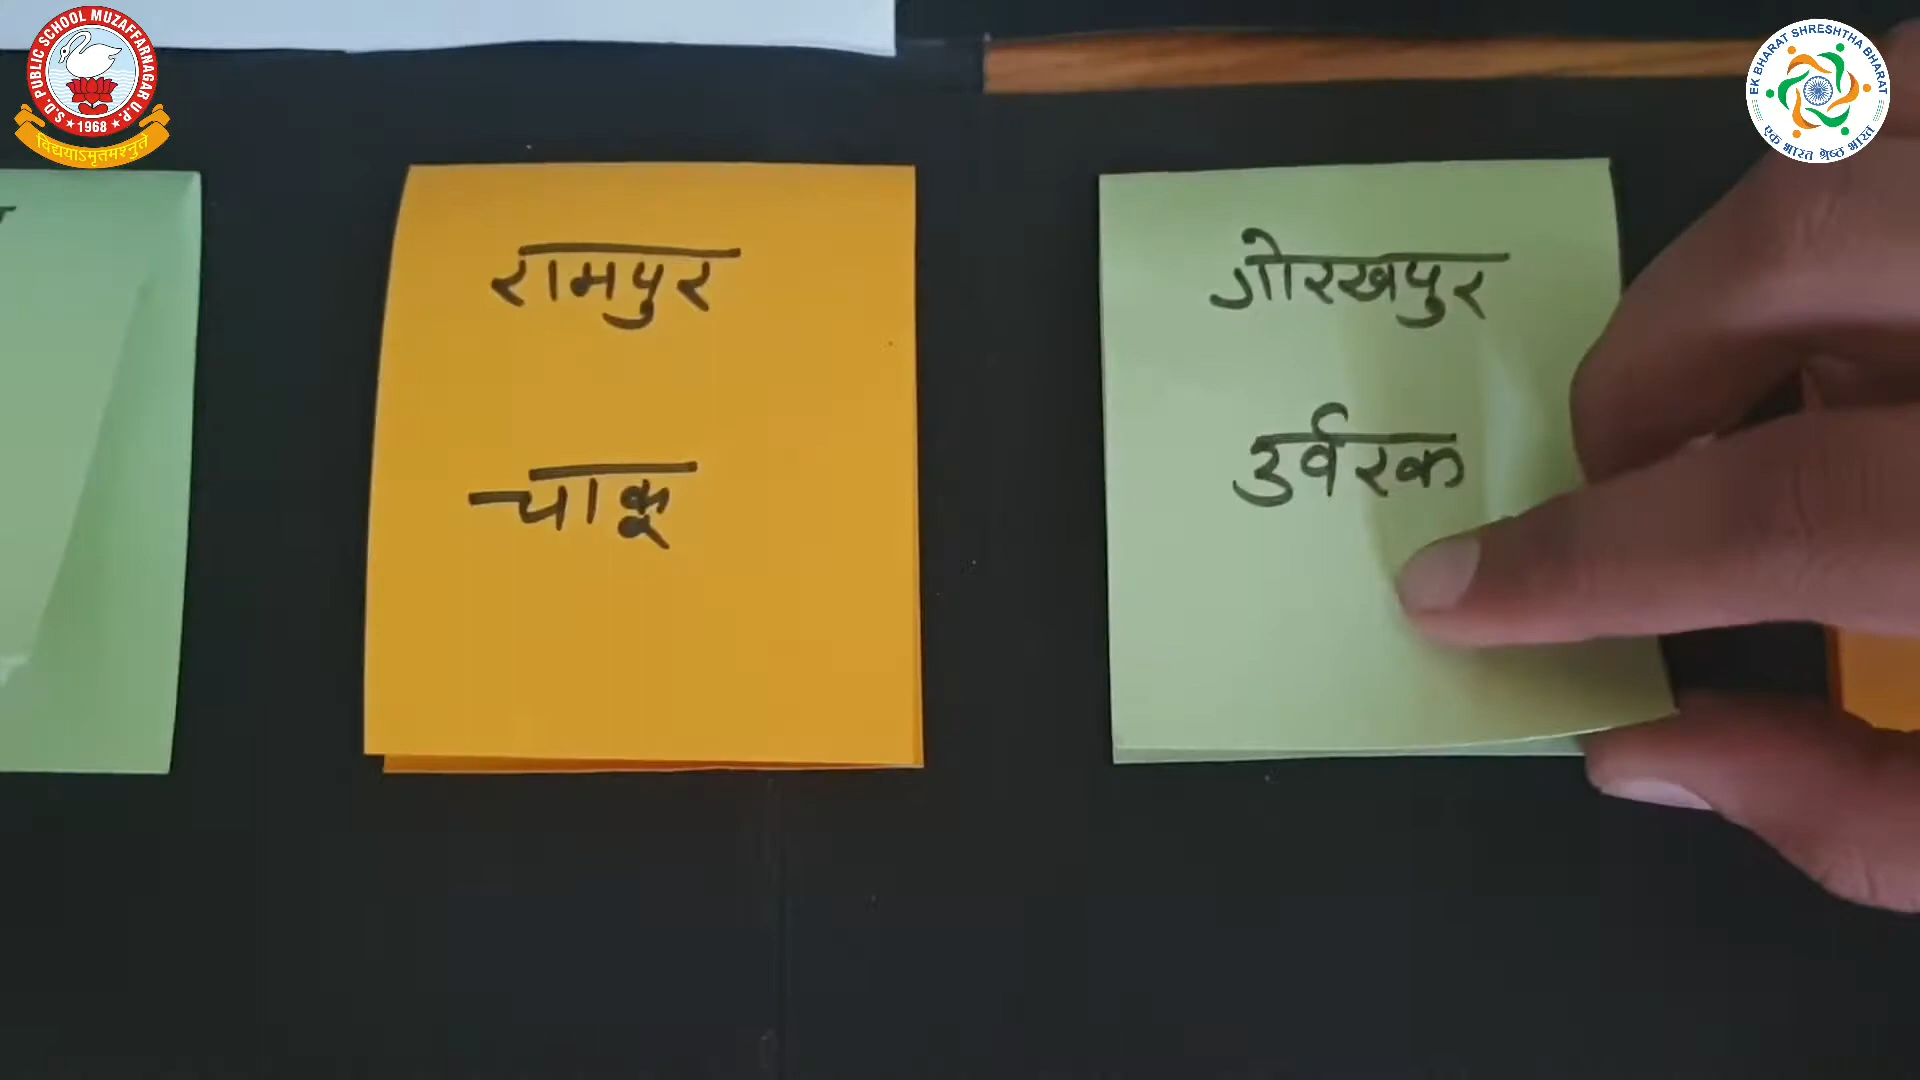 S.D. PUBLIC SCHOOL MUZAFFARNAGAR U.P.
★ 1968 ★
विद्ययाऽमृतमश्नुते
EK BHARAT SHRESHTHA BHARAT
एक भारत श्रेष्ठ भारत
रामपुर
चाकू
गोरखपुर
उर्वरक